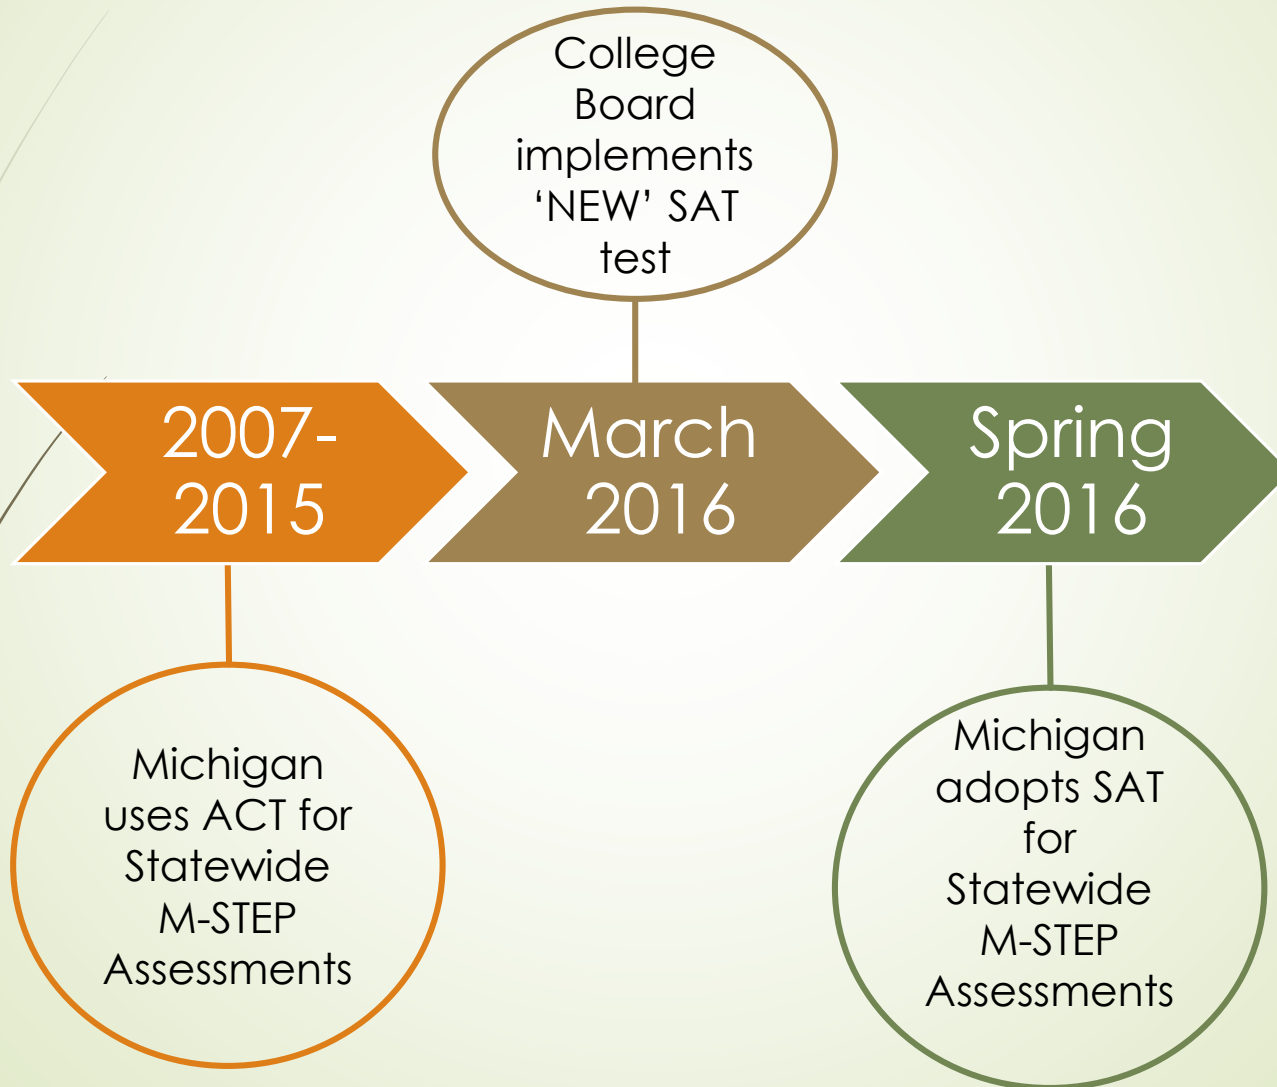 College
Board
implements
‘NEW’ SAT
test
2007-
2015
March
2016
Spring
2016
Michigan
uses ACT for
Statewide
M-STEP
Assessments
Michigan
adopts SAT
for
Statewide
M-STEP
Assessments